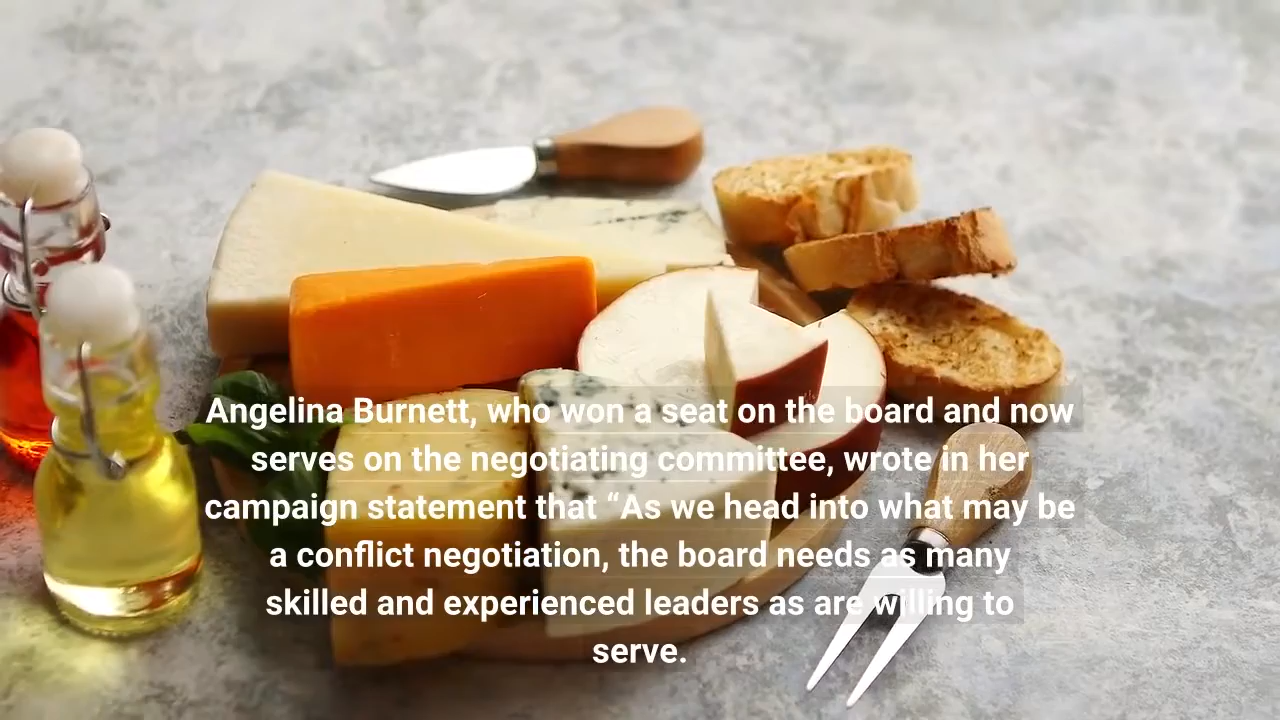 Angelina Burnett, who won a seat on the board and now
serves on the negotiating committee, wrote in her
campaign statement that “As we head into what may be
a conflict negotiation, the board needs as many
skilled and experienced leaders as are willing to
serve.